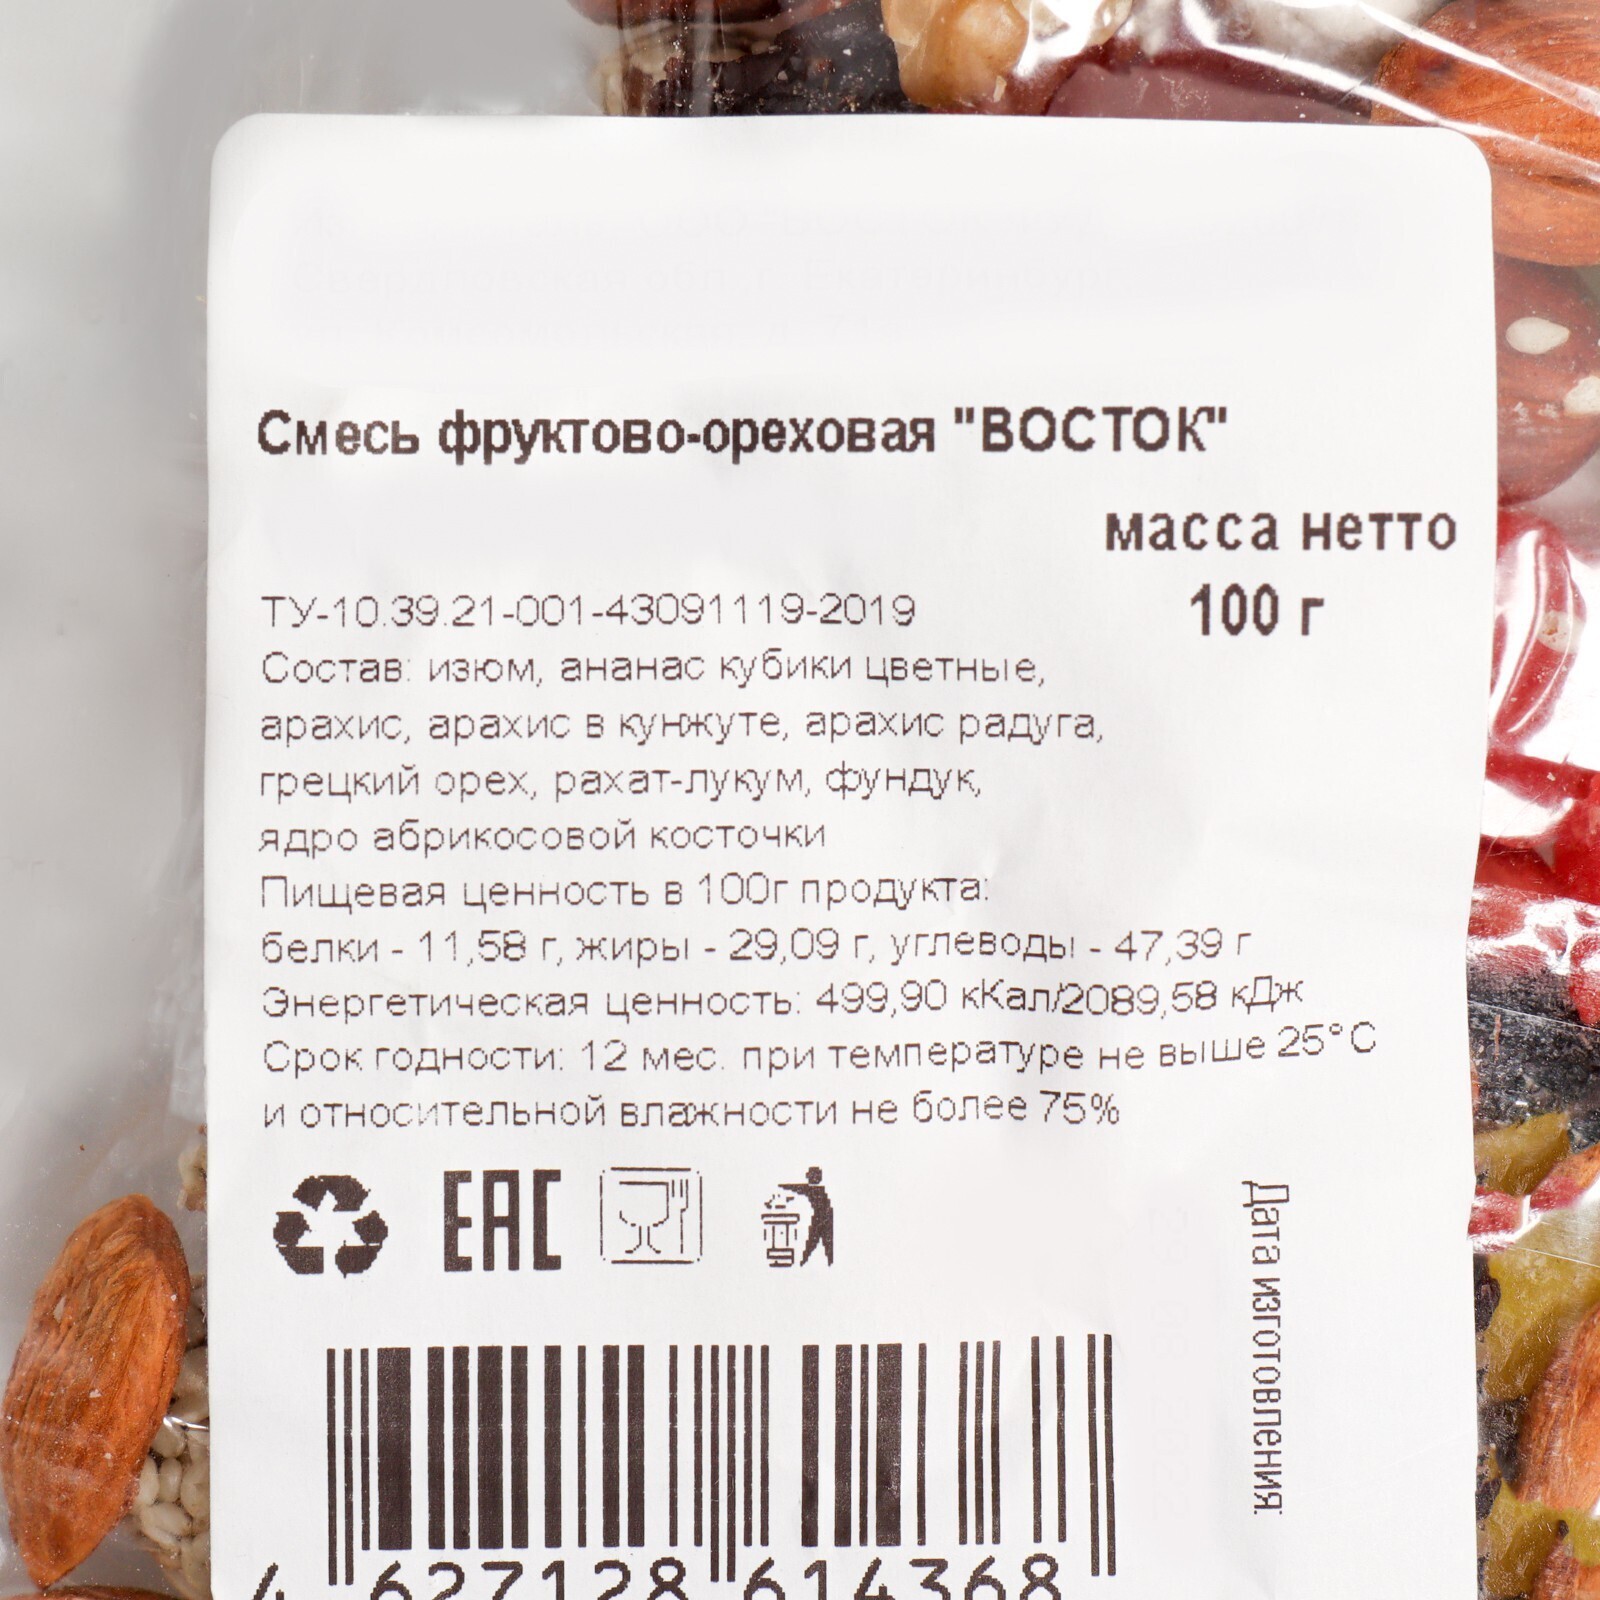 Смесь фруктово-ореховая "ВОСТОК"
масса нетто
100 г
ТУ-10.39.21-001-43091119-2019
Состав: изюм, ананас кубики цветные,
арахис, арахис в кунжуте, арахис радуга,
грецкий орех, рахат-лукум, фундук,
ядро абрикосовой косточки
Пищевая ценность в 100г продукта:
белки - 11,58 г, жиры - 29,09 г, углеводы - 47,39 г
Энергетическая ценность: 499,90 кКал/2089,58 кДж
Срок годности: 12 мес. при температуре не выше 25°С
и относительной влажности не более 75%
ЕАС
Дата изготовления:
4 627128 614368